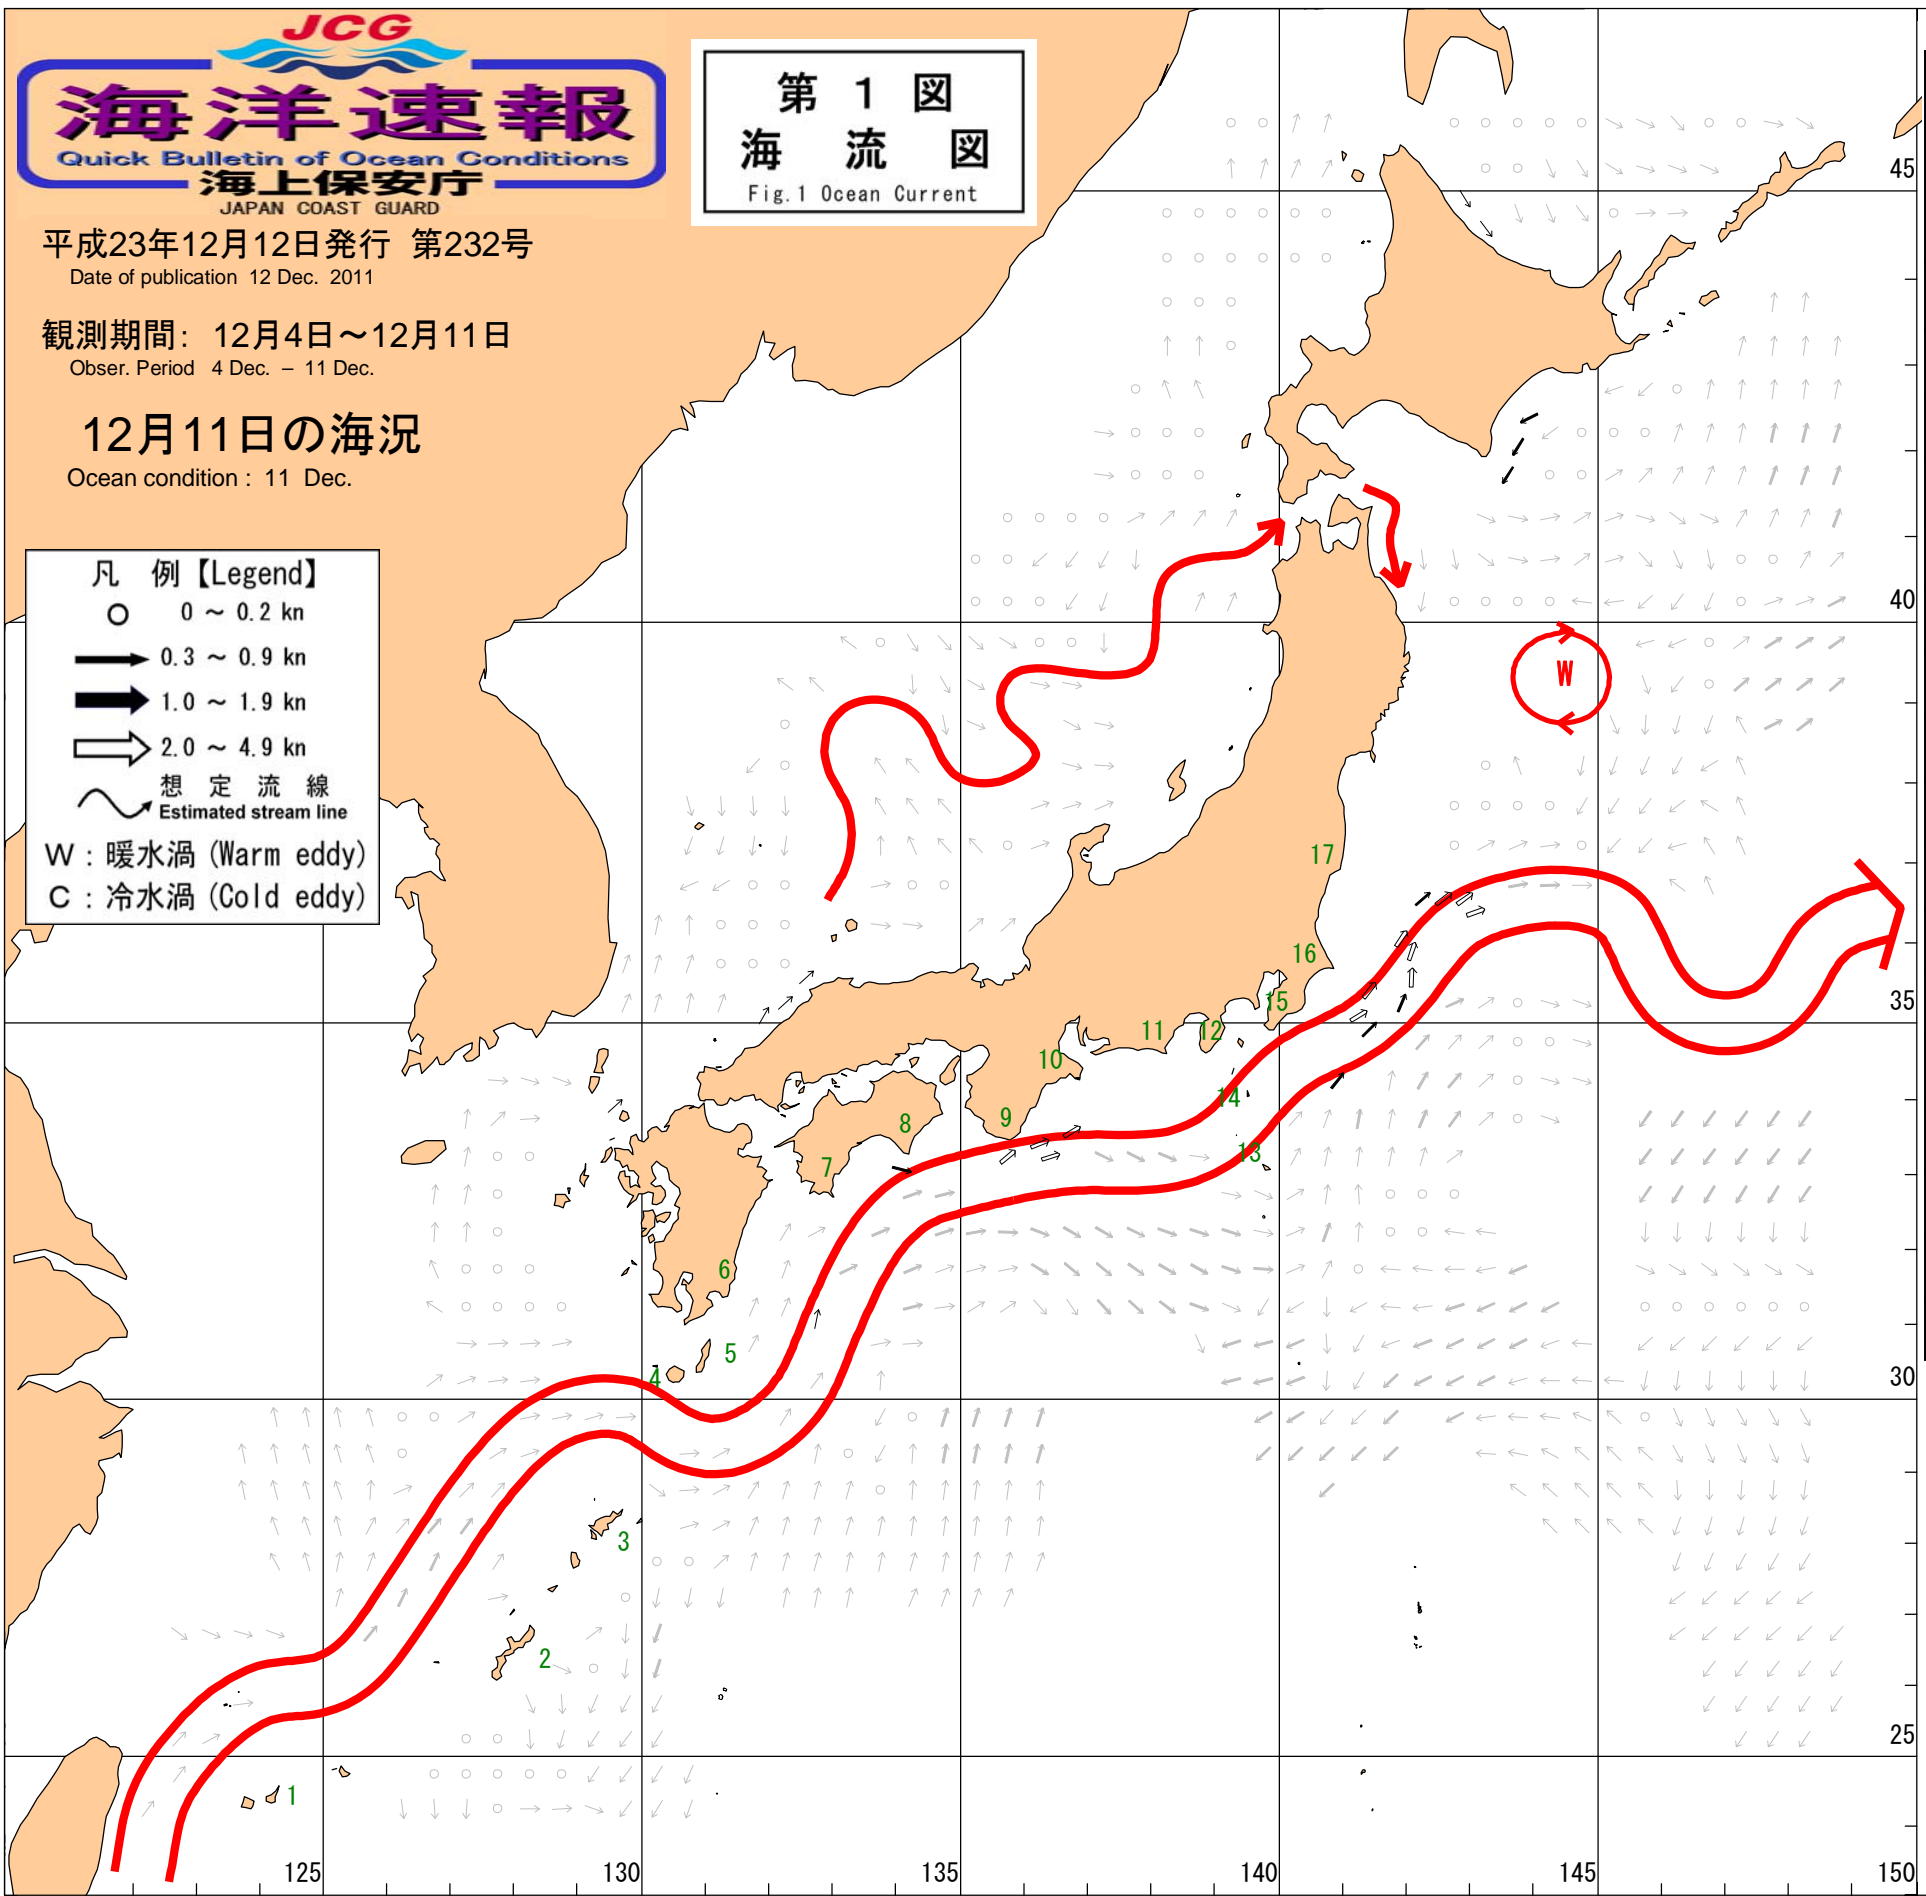 JCG
海洋速報
Quick Bulletin of Ocean Conditions
海上保安庁
JAPAN COAST GUARD
第 1 図
海 流 図
Fig.1 Ocean Current
平成23年12月12日発行 第232号
Date of publication 12 Dec. 2011
観測期間: 12月4日～12月11日
Obser. Period 4 Dec. – 11 Dec.
12月11日の海況
Ocean condition : 11 Dec.
凡 例【Legend】
0 ～ 0.2 kn
0.3 ～ 0.9 kn
1.0 ～ 1.9 kn
2.0 ～ 4.9 kn
想 定 流 線
Estimated stream line
W : 暖水渦 (Warm eddy)
C : 冷水渦 (Cold eddy)
45
40
W
17
16
35
15
12
11
10
14
9
8
13
7
6
5
4
30
3
2
25
1
125
130
135
140
145
150